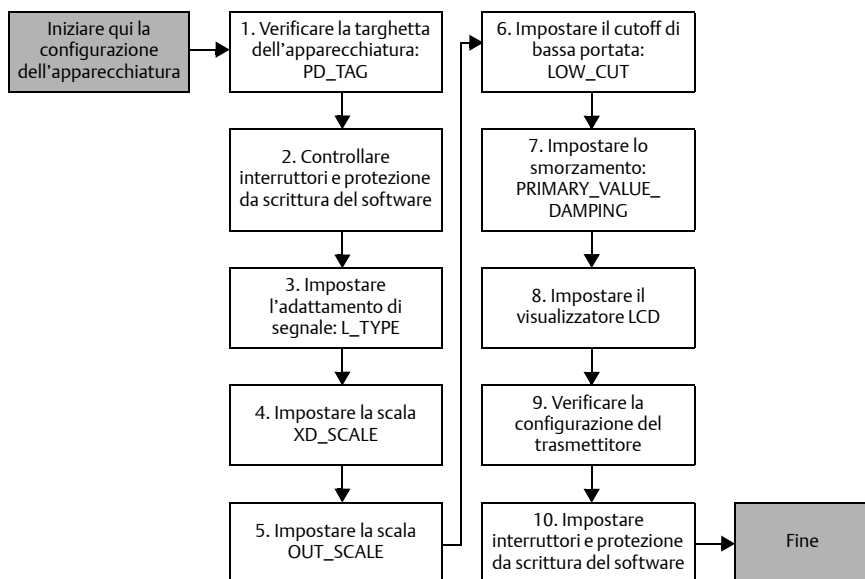 Iniziare qui la
configurazione
dell'apparecchiatura
1. Verificare la targhetta
dell'apparecchiatura:
PD_TAG
2. Controllare
interruttori e protezione
da scrittura del software
3. Impostare
l'adattamento di
segnale: L_TYPE
4. Impostare la scala
XD_SCALE
5. Impostare la scala
OUT_SCALE
6. Impostare il cutoff di
bassa portata:
LOW_CUT
7. Impostare lo
smorzamento:
PRIMARY_VALUE_
DAMPING
8. Impostare il
visualizzatore LCD
9. Verificare la
configurazione del
trasmettitore
10. Impostare
interruttori e protezione
da scrittura del software
Fine